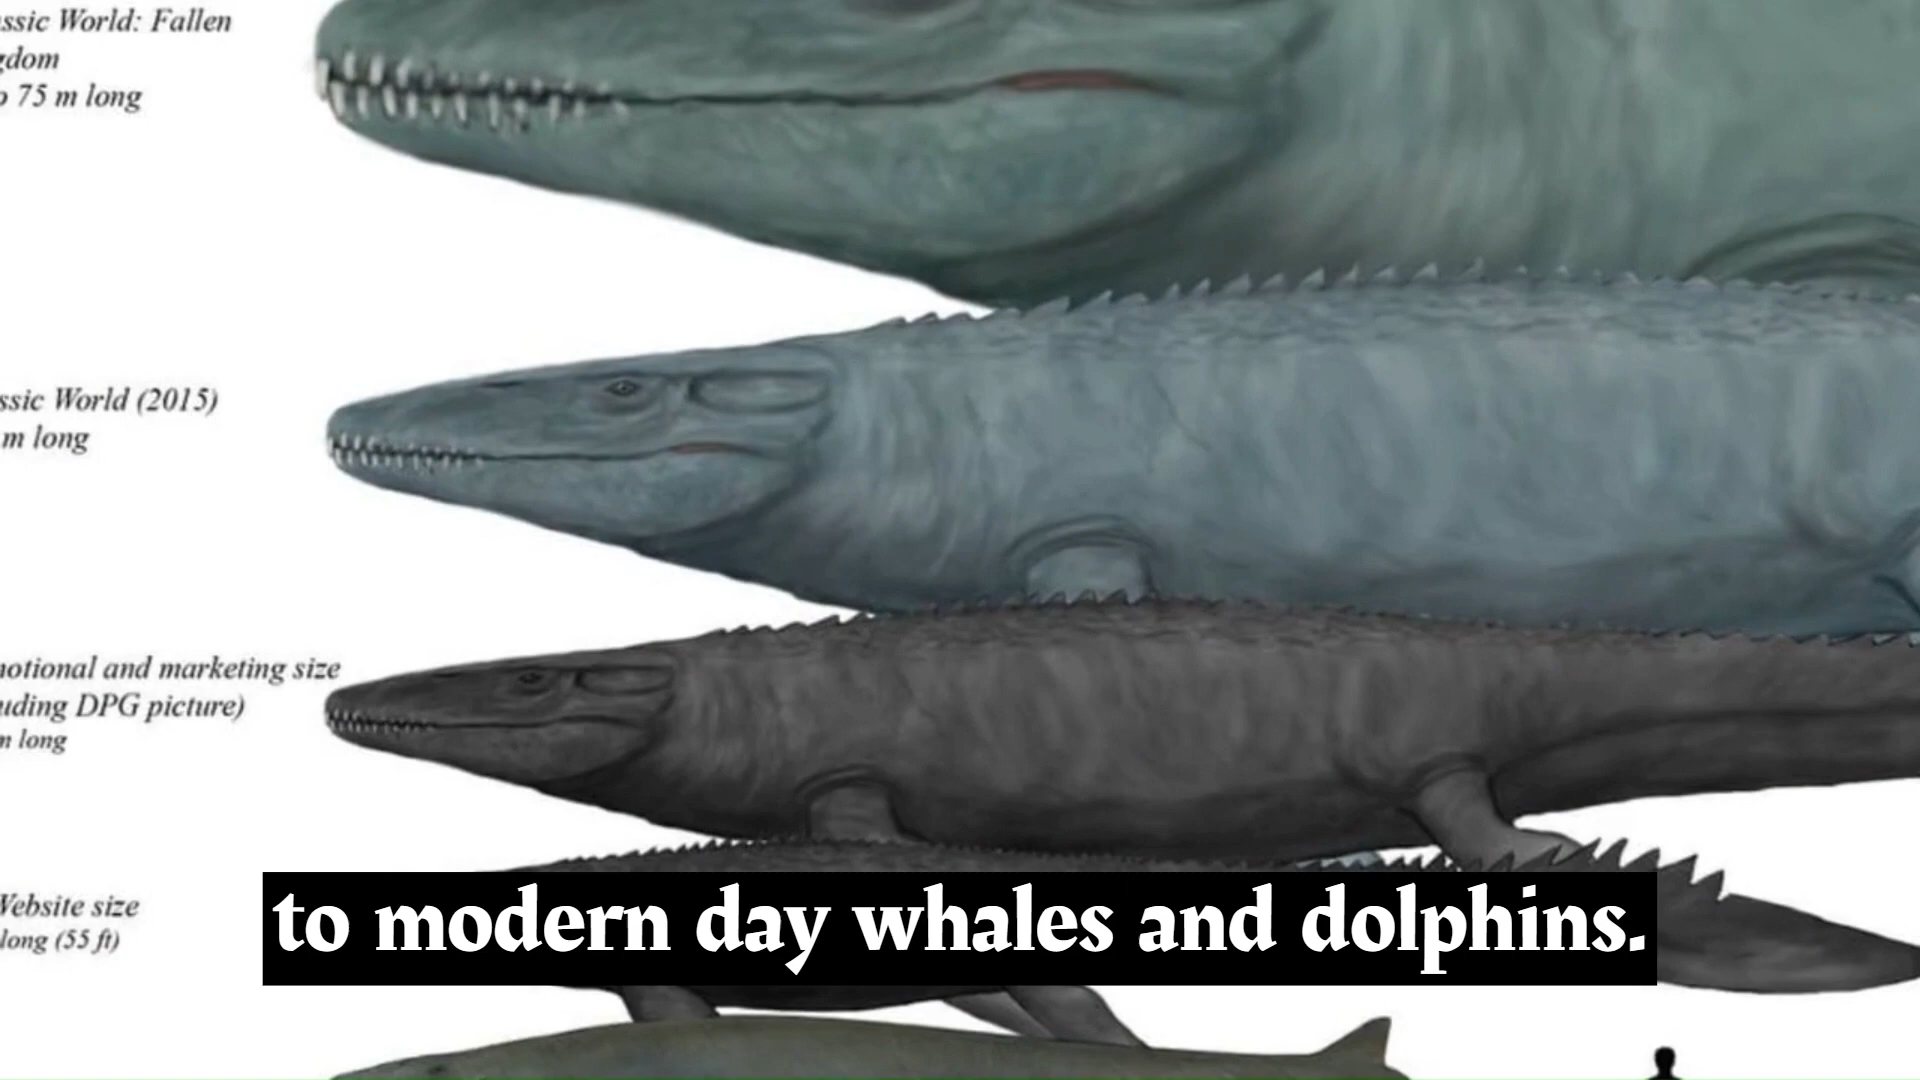 ssic World: Fallen
gdom
o 75 m long
ssic World (2015)
m long
notional and marketing size
uding DPG picture)
m long
Website size
long (55 ft)
to modern day whales and dolphins.